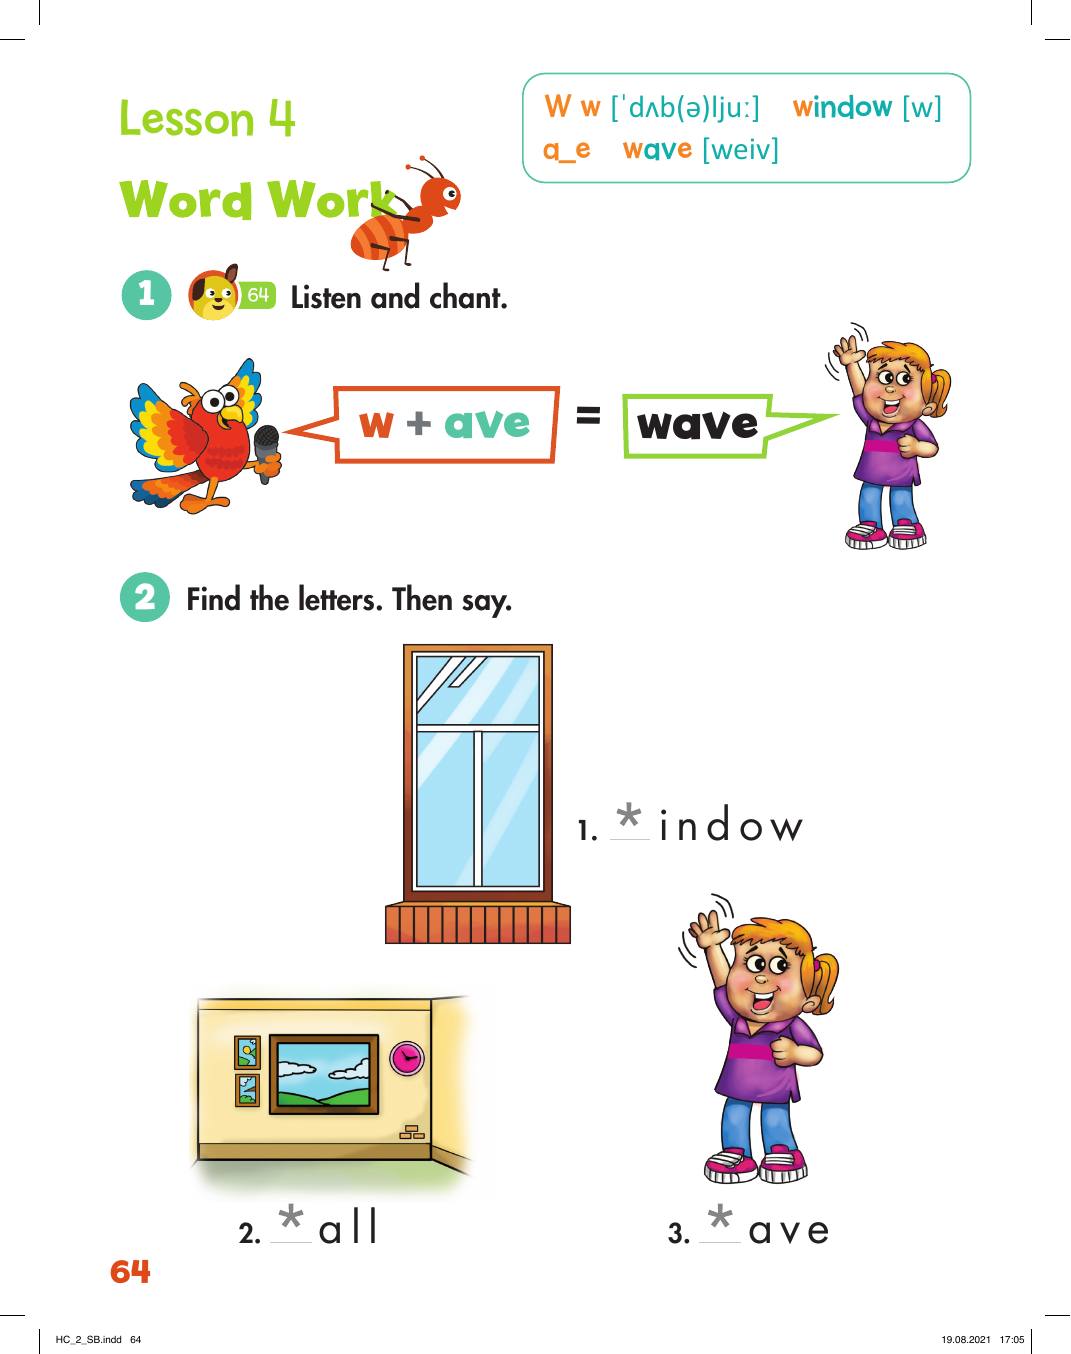 Lesson 4
W w [ˈdʌb(ə)ljuː] window [w]
a_e wave [weiv]
Word Work
1 64 Listen and chant.
w + ave = wave
2 Find the letters. Then say.
1. * indow
2. * all
3. * ave
64
HC_2_SB.indd 64
19.08.2021 17:05